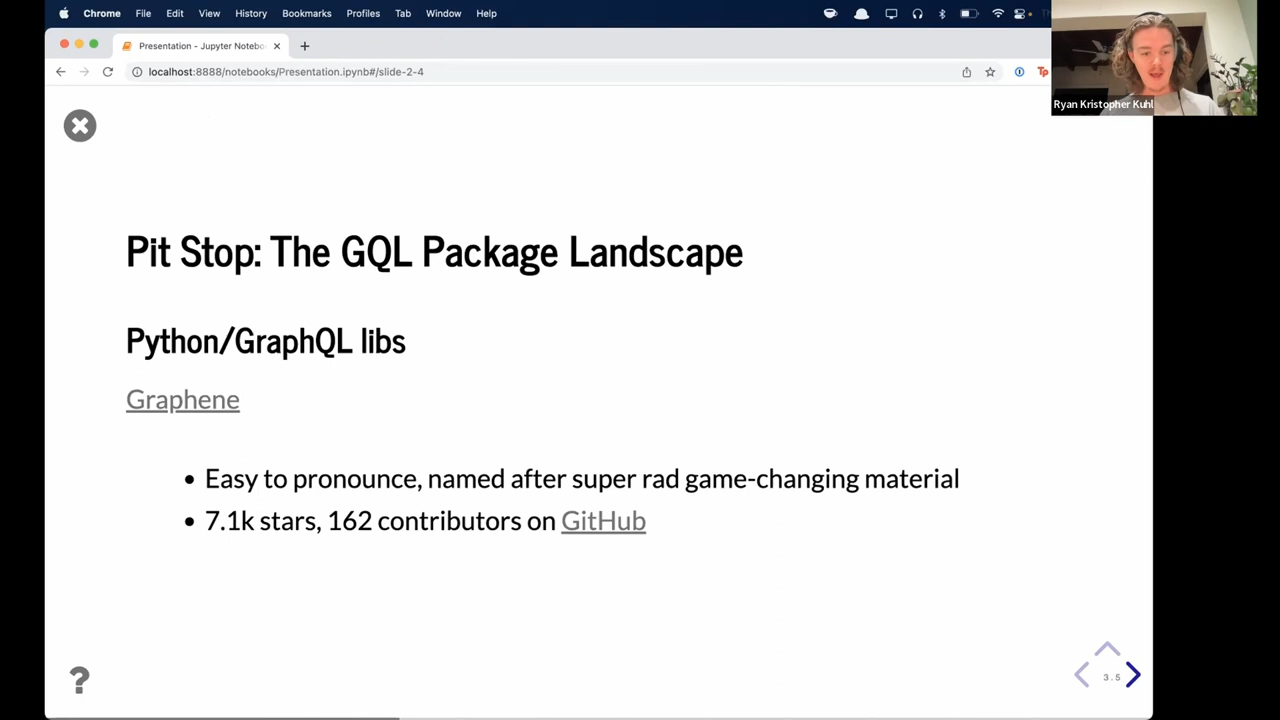 Chrome File Edit View History Bookmarks Profiles Tab Window Help
Presentation - Jupyter Notebo
localhost:8888/notebooks/Presentation.ipynb#/slide-2-4
Ryan Kristopher Kuhl
Pit Stop: The GQL Package Landscape
Python/GraphQL libs
Graphene
• Easy to pronounce, named after super rad game-changing material
• 7.1k stars, 162 contributors on GitHub
?
3.5